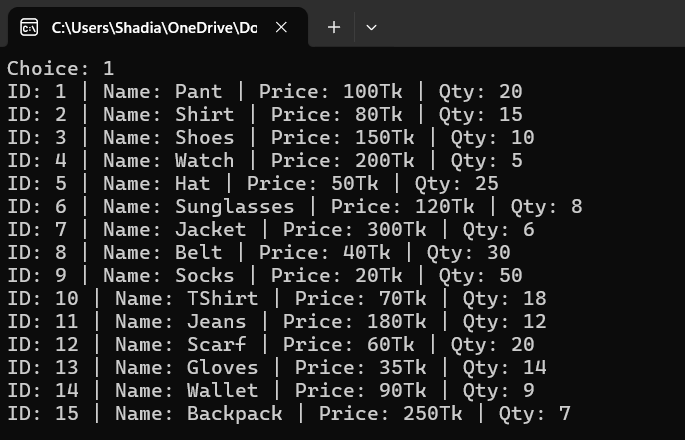 C:\Users\Shadia\OneDrive\Do
Choice: 1
ID: 1 | Name: Pant | Price: 100Tk | Qty: 20
ID: 2 | Name: Shirt | Price: 80Tk | Qty: 15
ID: 3 | Name: Shoes | Price: 150Tk | Qty: 10
ID: 4 | Name: Watch | Price: 200Tk | Qty: 5
ID: 5 | Name: Hat | Price: 50Tk | Qty: 25
ID: 6 | Name: Sunglasses | Price: 120Tk | Qty: 8
ID: 7 | Name: Jacket | Price: 300Tk | Qty: 6
ID: 8 | Name: Belt | Price: 40Tk | Qty: 30
ID: 9 | Name: Socks | Price: 20Tk | Qty: 50
ID: 10 | Name: TShirt | Price: 70Tk | Qty: 18
ID: 11 | Name: Jeans | Price: 180Tk | Qty: 12
ID: 12 | Name: Scarf | Price: 60Tk | Qty: 20
ID: 13 | Name: Gloves | Price: 35Tk | Qty: 14
ID: 14 | Name: Wallet | Price: 90Tk | Qty: 9
ID: 15 | Name: Backpack | Price: 250Tk | Qty: 7